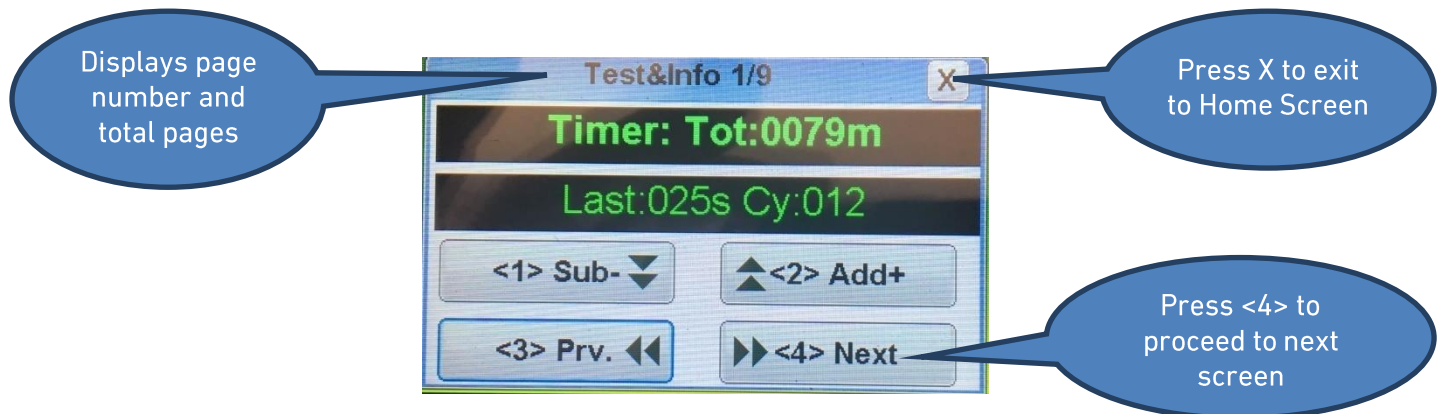 Displays page
number and
total pages
Test&Info 1/9
X
Press X to exit
to Home Screen
Timer: Tot:0079m
Last:025s Cy:012
<1> Sub-
<2> Add+
<3> Prv.
<4> Next
Press <4> to
proceed to next
screen